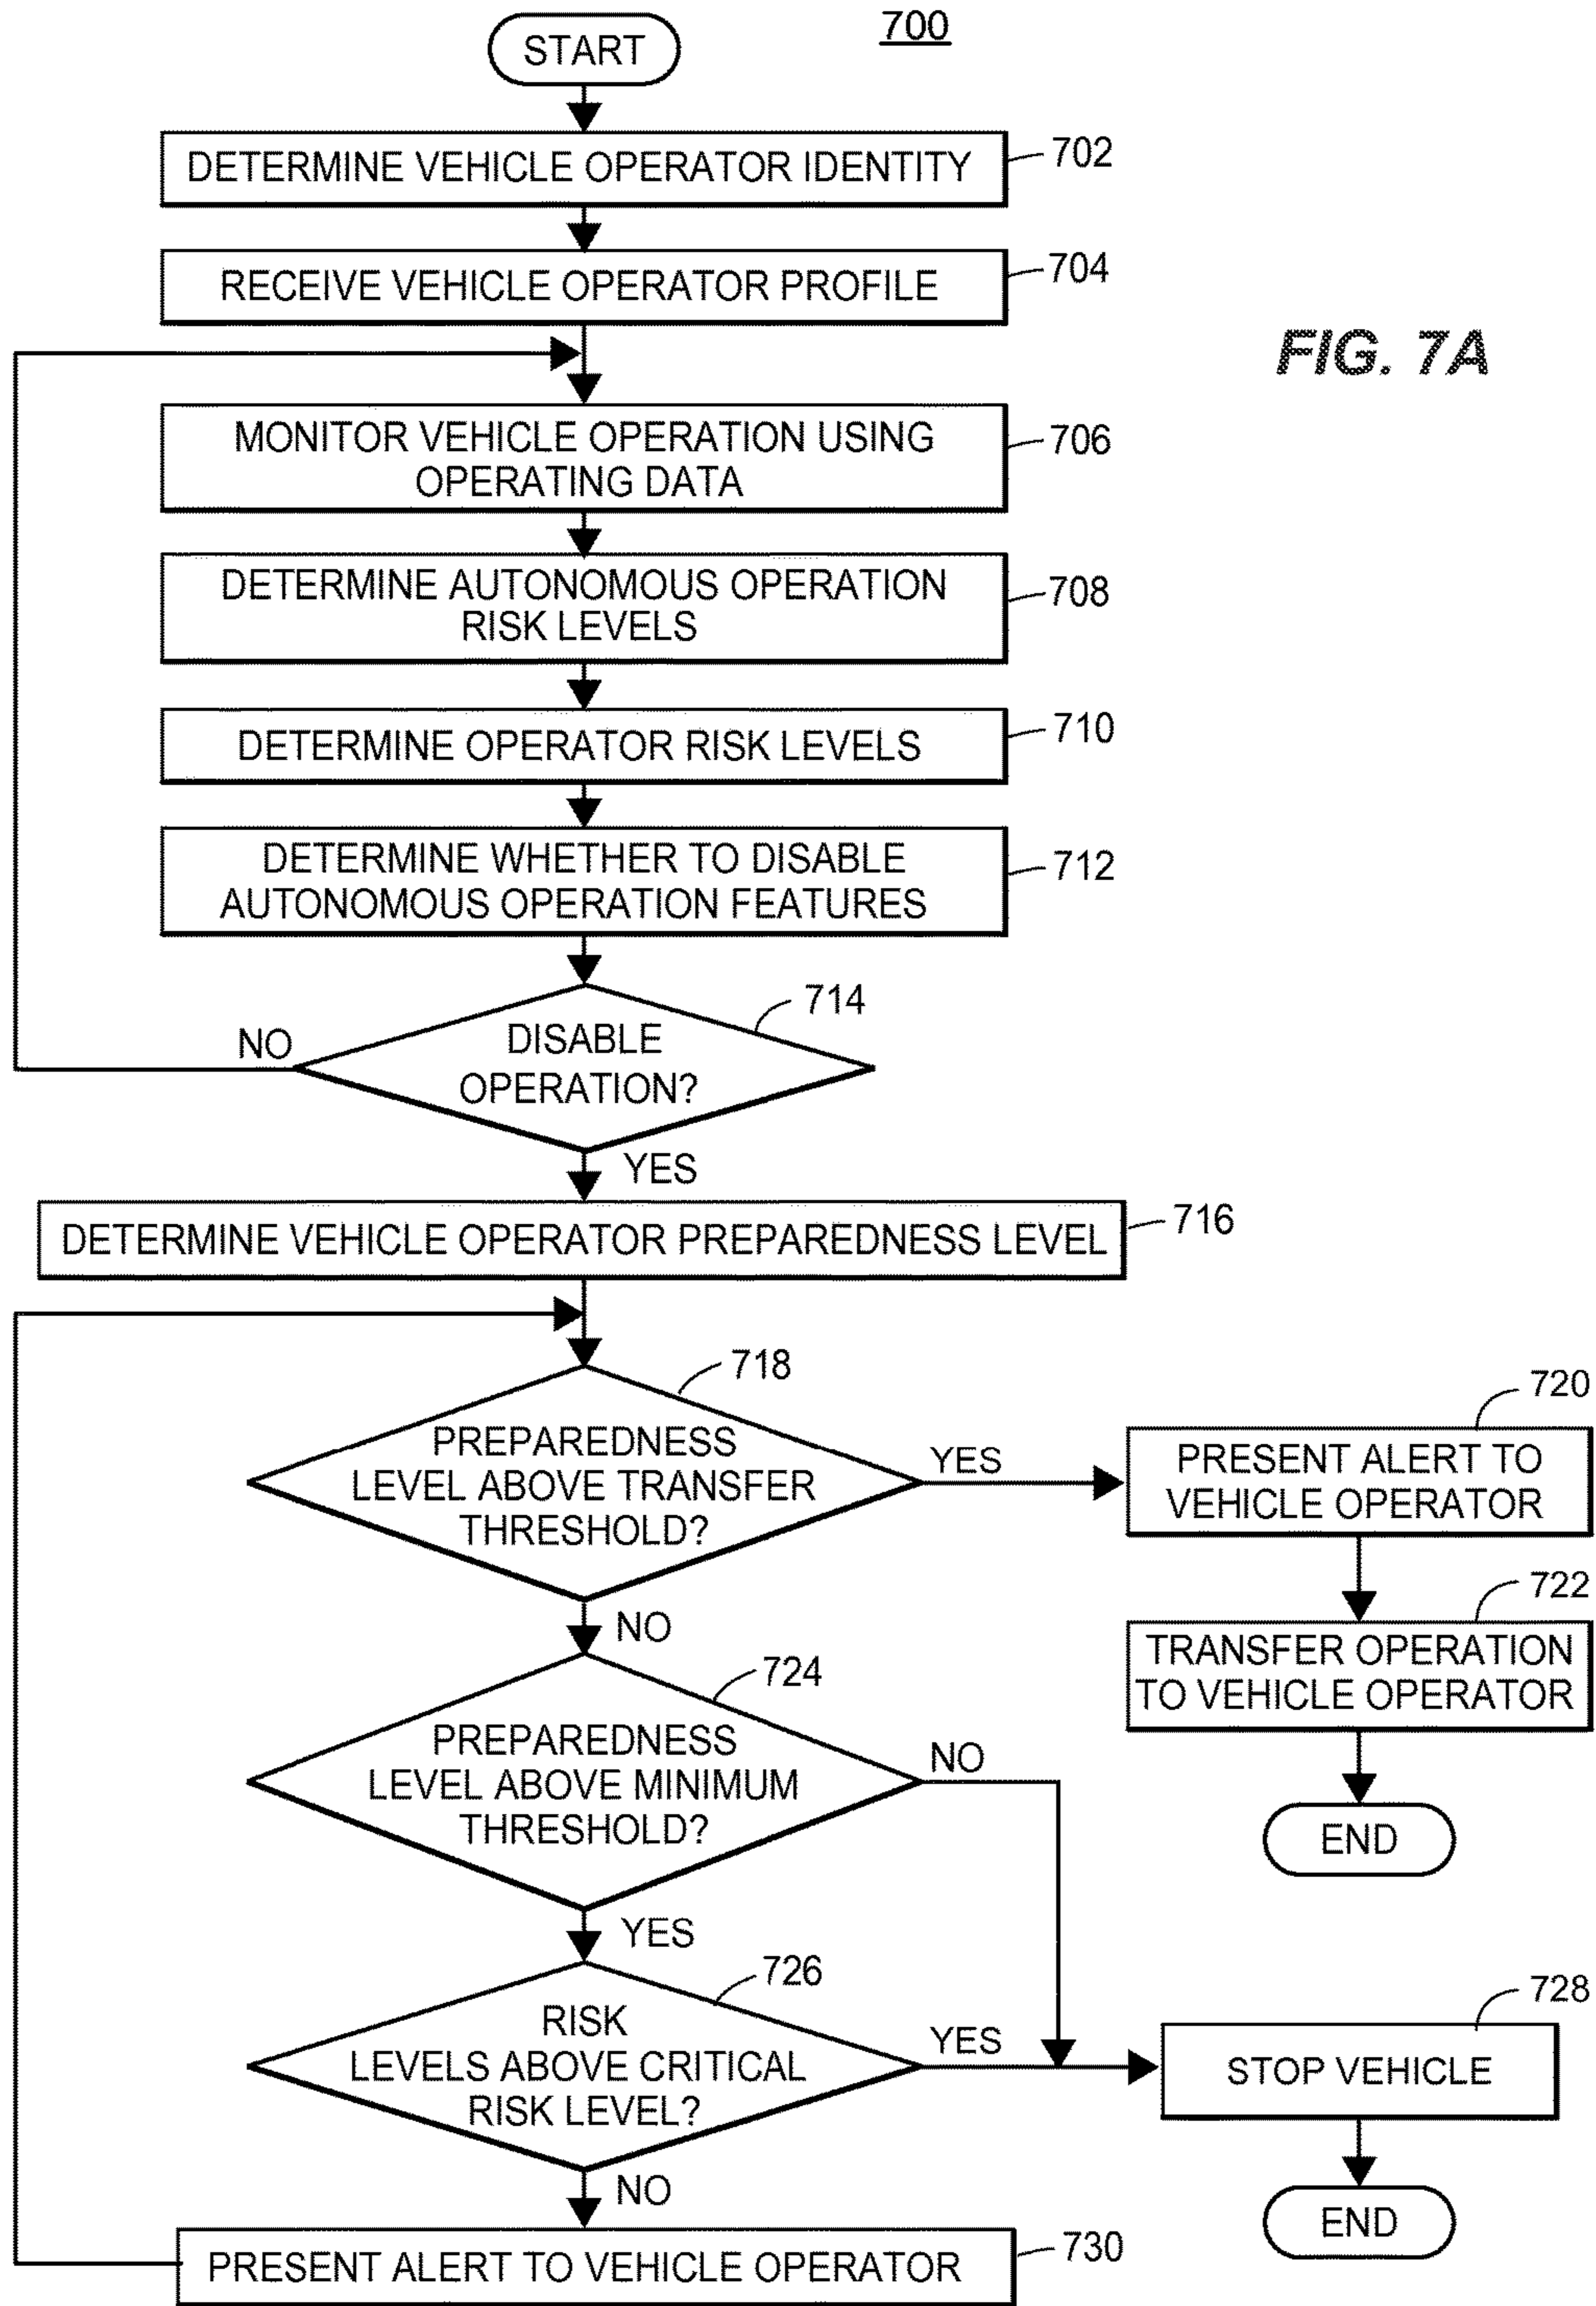 700
START
DETERMINE VEHICLE OPERATOR IDENTITY
702
RECEIVE VEHICLE OPERATOR PROFILE
704
FIG. 7A
MONITOR VEHICLE OPERATION USING
OPERATING DATA
706
DETERMINE AUTONOMOUS OPERATION
RISK LEVELS
708
DETERMINE OPERATOR RISK LEVELS
710
DETERMINE WHETHER TO DISABLE
AUTONOMOUS OPERATION FEATURES
712
714
NO
DISABLE
OPERATION?
YES
DETERMINE VEHICLE OPERATOR PREPAREDNESS LEVEL
716
718
PREPAREDNESS
LEVEL ABOVE TRANSFER
THRESHOLD?
YES
720
PRESENT ALERT TO
VEHICLE OPERATOR
722
TRANSFER OPERATION
TO VEHICLE OPERATOR
END
NO
724
PREPAREDNESS
LEVEL ABOVE MINIMUM
THRESHOLD?
NO
YES
726
RISK
LEVELS ABOVE CRITICAL
RISK LEVEL?
YES
728
STOP VEHICLE
END
NO
PRESENT ALERT TO VEHICLE OPERATOR
730